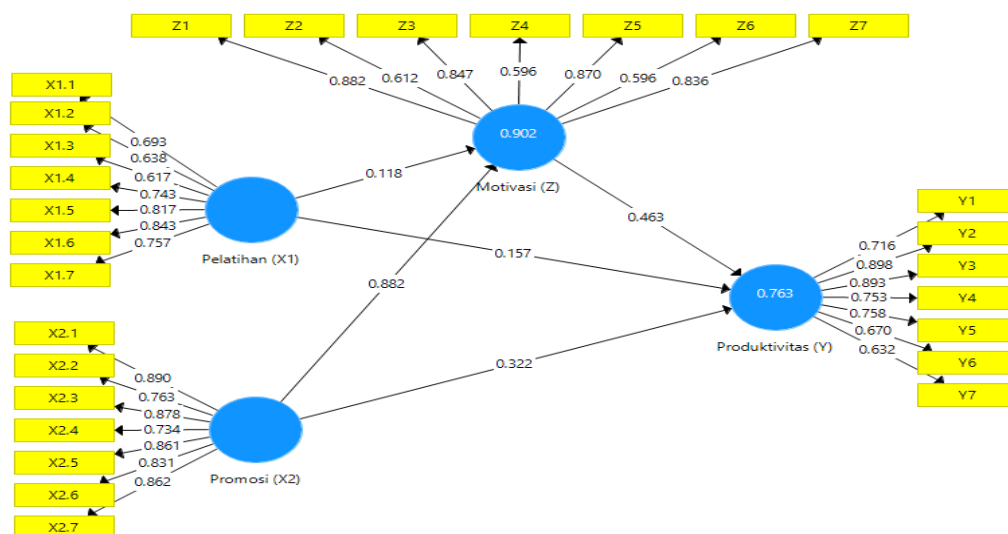 Z1 Z2 Z3 Z4 Z5 Z6 Z7
0.882 0.612 0.847 0.596 0.870 0.596 0.836
0.902
Motivasi (Z)
X1.1
X1.2
X1.3
X1.4
X1.5
X1.6
X1.7
0.693
0.638
0.617
0.743
0.817
0.843
0.757
Pelatihan (X1)
0.118
0.157
0.463
0.882
0.322
X2.1
X2.2
X2.3
X2.4
X2.5
X2.6
X2.7
0.890
0.763
0.878
0.734
0.861
0.831
0.862
Promosi (X2)
0.763
Produktivitas (Y)
0.716
0.898
0.893
0.753
0.758
0.670
0.632
Y1
Y2
Y3
Y4
Y5
Y6
Y7